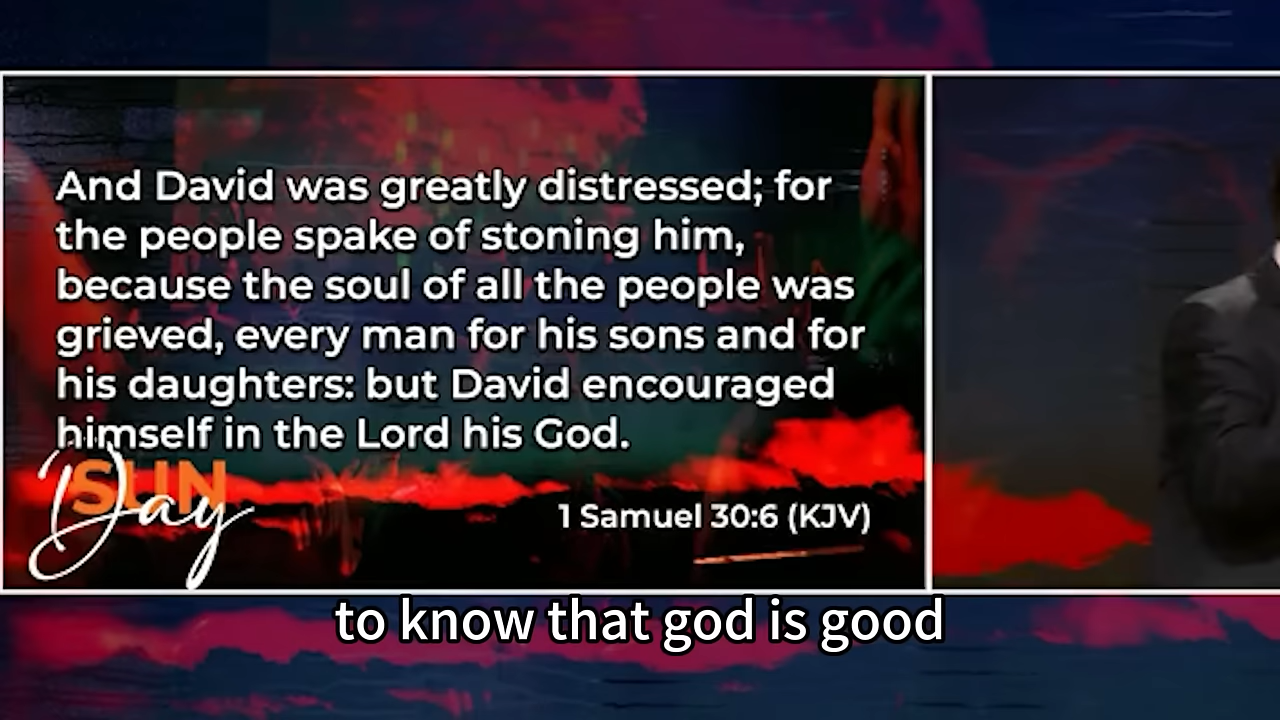 And David was greatly distressed; for
the people spake of stoning him,
because the soul of all the people was
grieved, every man for his sons and for
his daughters: but David encouraged
himself in the Lord his God.
SUN
Day
1 Samuel 30:6 (KJV)
to know that god is good